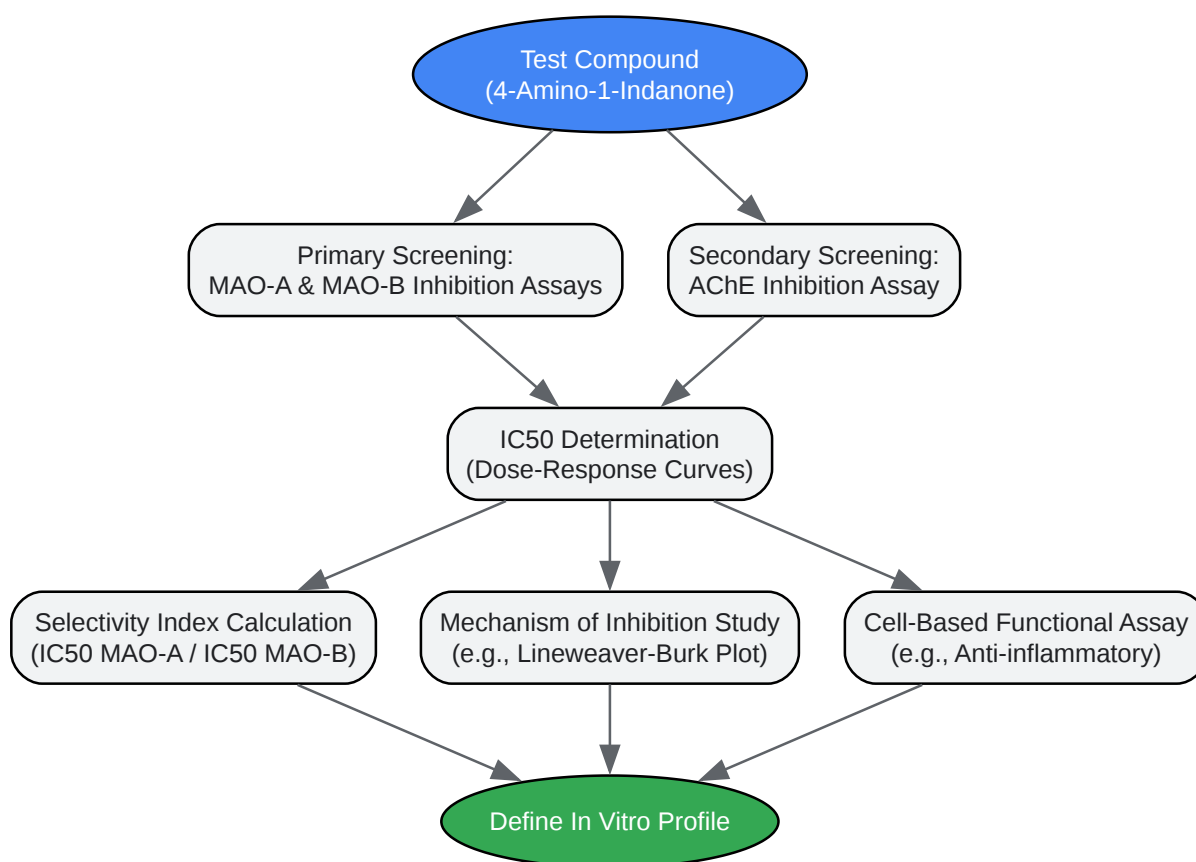 Test Compound
(4-Amino-1-Indanone)
Primary Screening:
MAO-A & MAO-B Inhibition Assays
Secondary Screening:
AChE Inhibition Assay
IC50 Determination
(Dose-Response Curves)
Selectivity Index Calculation
(IC50 MAO-A / IC50 MAO-B)
Mechanism of Inhibition Study
(e.g., Lineweaver-Burk Plot)
Cell-Based Functional Assay
(e.g., Anti-inflammatory)
Define In Vitro Profile